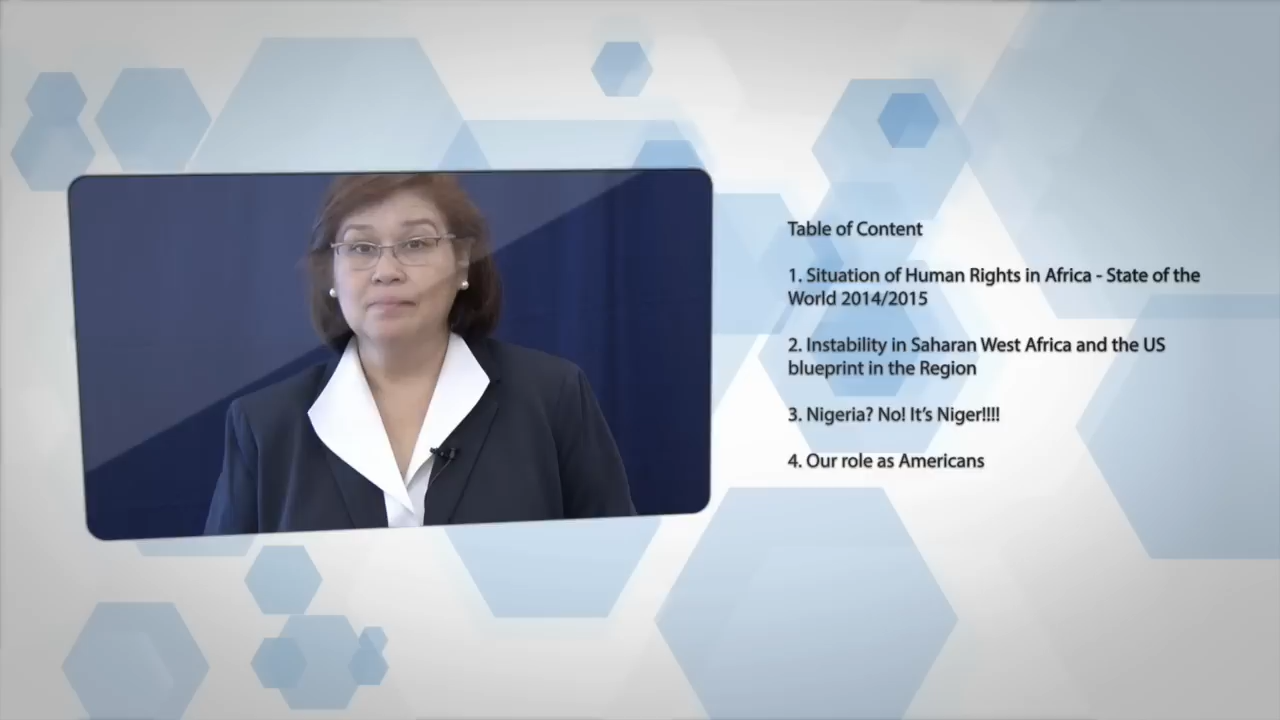 Table of Content
1. Situation of Human Rights in Africa - State of the
World 2014/2015
2. Instability in Saharan West Africa and the US
blueprint in the Region
3. Nigeria? No! It’s Niger!!!!
4. Our role as Americans